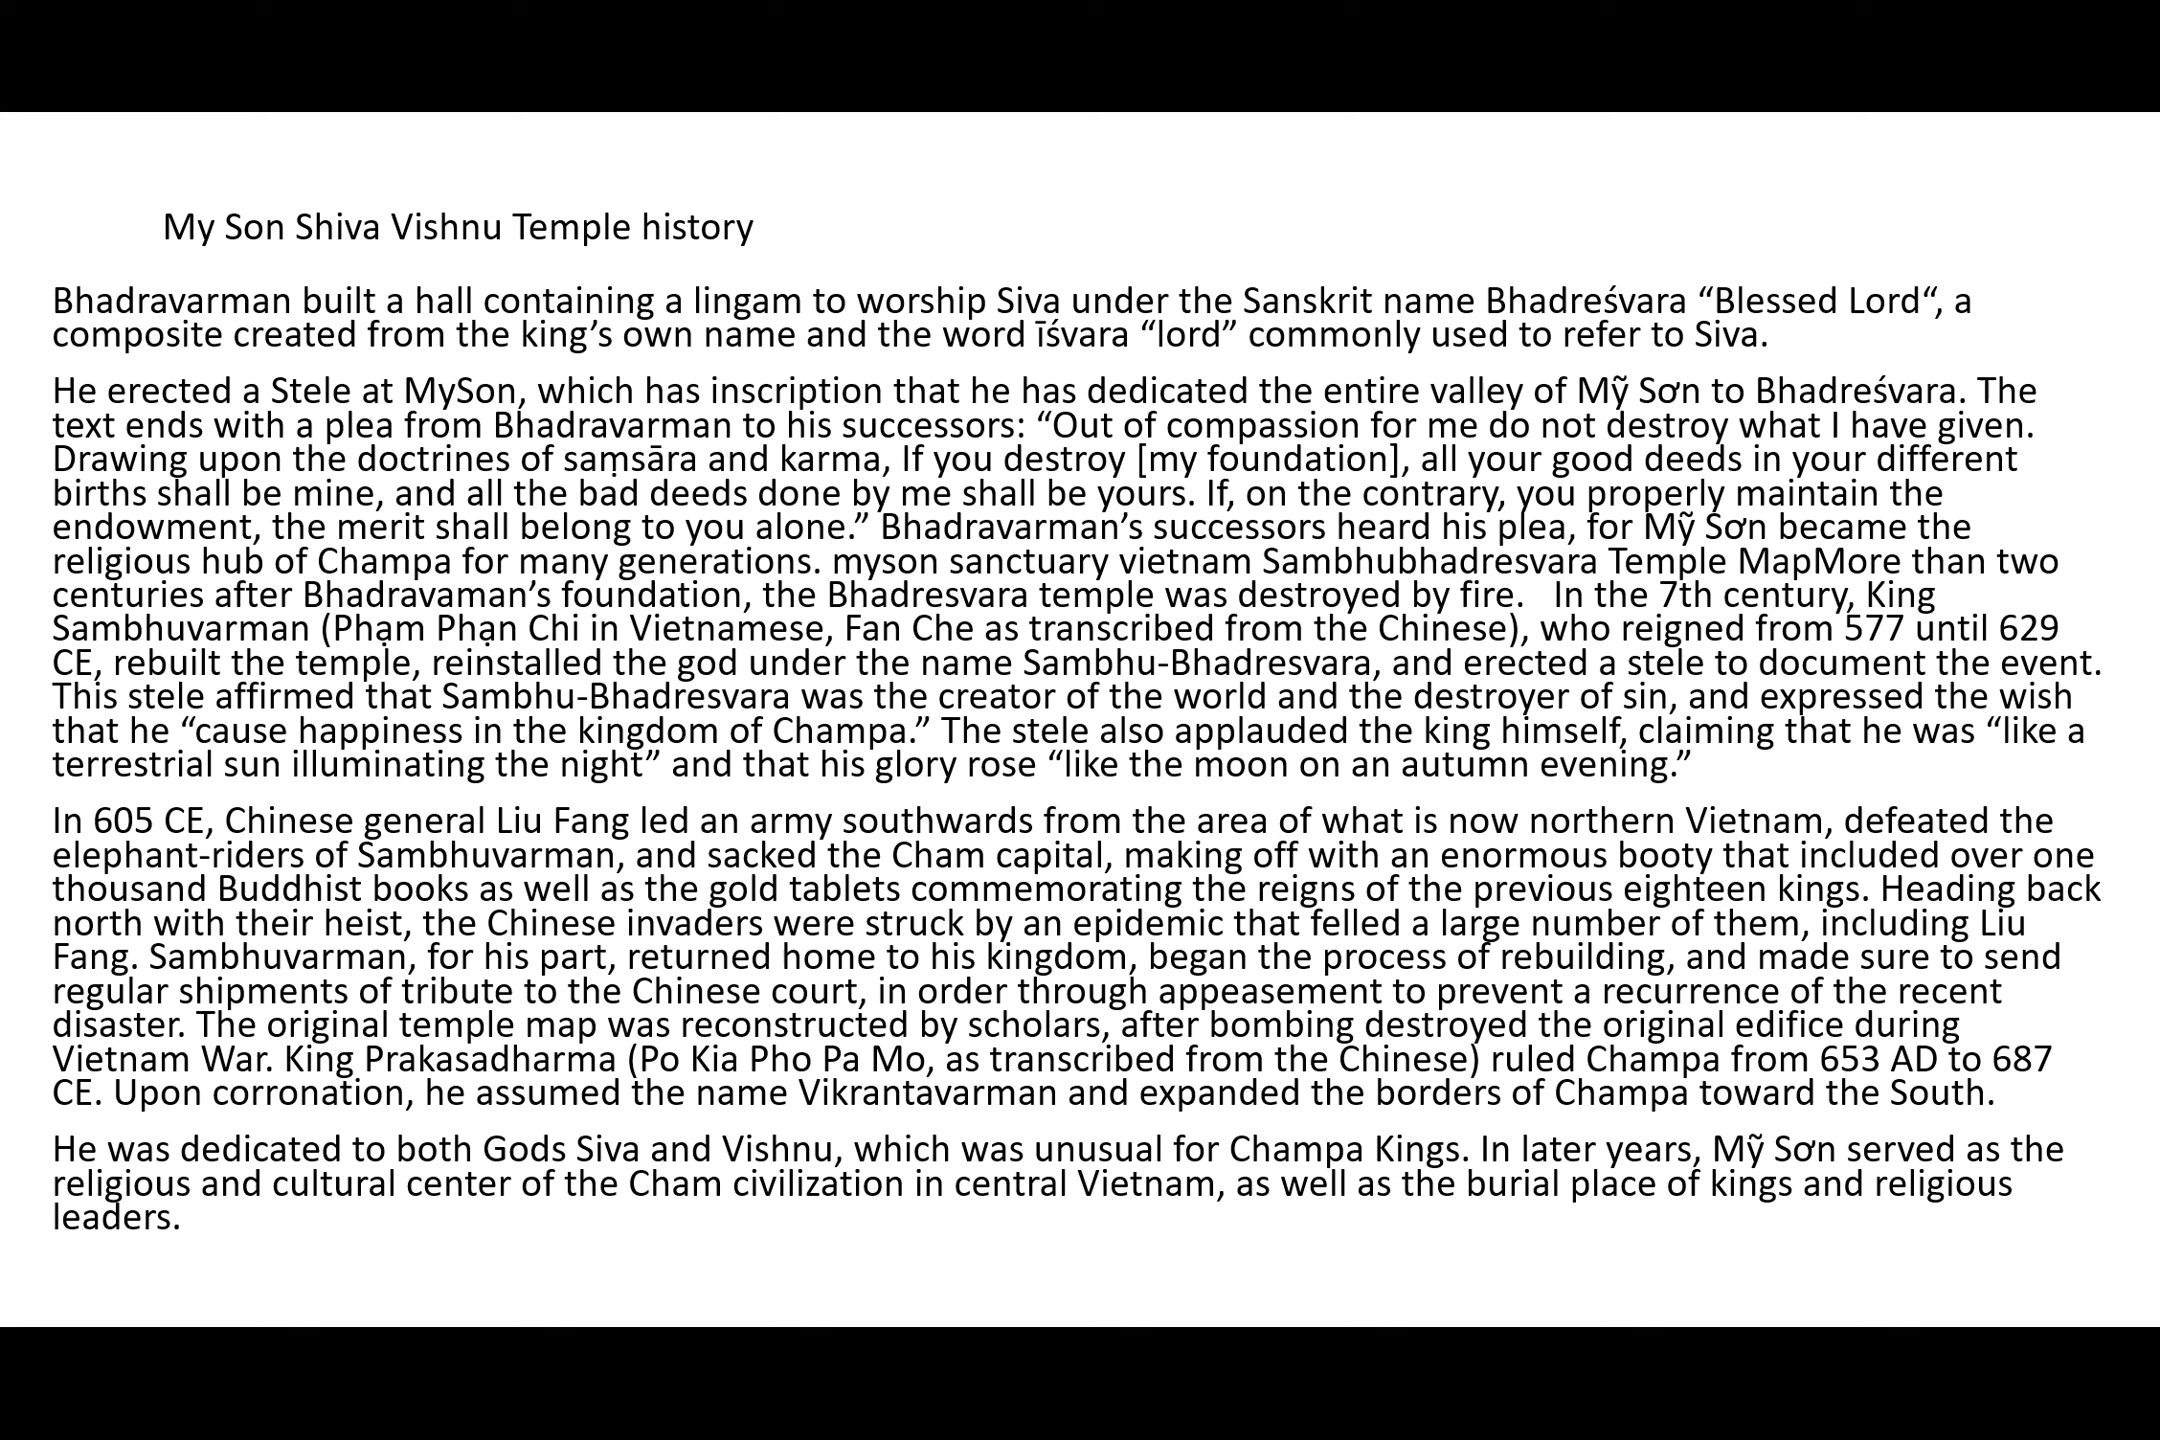 My Son Shiva Vishnu Temple history
Bhadravarman built a hall containing a lingam to worship Siva under the Sanskrit name Bhadreśvara “Blessed Lord“, a
composite created from the king’s own name and the word īśvara “lord” commonly used to refer to Siva.
He erected a Stele at MySon, which has inscription that he has dedicated the entire valley of Mỹ Sơn to Bhadreśvara. The
text ends with a plea from Bhadravarman to his successors: “Out of compassion for me do not destroy what I have given.
Drawing upon the doctrines of saṃsāra and karma, If you destroy [my foundation], all your good deeds in your different
births shall be mine, and all the bad deeds done by me shall be yours. If, on the contrary, you properly maintain the
endowment, the merit shall belong to you alone.” Bhadravarman’s successors heard his plea, for Mỹ Sơn became the
religious hub of Champa for many generations. myson sanctuary vietnam Sambhubhadresvara Temple MapMore than two
centuries after Bhadravaman’s foundation, the Bhadresvara temple was destroyed by fire.   In the 7th century, King
Sambhuvarman (Phạm Phạn Chi in Vietnamese, Fan Che as transcribed from the Chinese), who reigned from 577 until 629
CE, rebuilt the temple, reinstalled the god under the name Sambhu-Bhadresvara, and erected a stele to document the event.
This stele affirmed that Sambhu-Bhadresvara was the creator of the world and the destroyer of sin, and expressed the wish
that he “cause happiness in the kingdom of Champa.” The stele also applauded the king himself, claiming that he was “like a
terrestrial sun illuminating the night” and that his glory rose “like the moon on an autumn evening.”
In 605 CE, Chinese general Liu Fang led an army southwards from the area of what is now northern Vietnam, defeated the
elephant-riders of Sambhuvarman, and sacked the Cham capital, making off with an enormous booty that included over one
thousand Buddhist books as well as the gold tablets commemorating the reigns of the previous eighteen kings. Heading back
north with their heist, the Chinese invaders were struck by an epidemic that felled a large number of them, including Liu
Fang. Sambhuvarman, for his part, returned home to his kingdom, began the process of rebuilding, and made sure to send
regular shipments of tribute to the Chinese court, in order through appeasement to prevent a recurrence of the recent
disaster. The original temple map was reconstructed by scholars, after bombing destroyed the original edifice during
Vietnam War. King Prakasadharma (Po Kia Pho Pa Mo, as transcribed from the Chinese) ruled Champa from 653 AD to 687
CE. Upon corronation, he assumed the name Vikrantavarman and expanded the borders of Champa toward the South.
He was dedicated to both Gods Siva and Vishnu, which was unusual for Champa Kings. In later years, Mỹ Sơn served as the
religious and cultural center of the Cham civilization in central Vietnam, as well as the burial place of kings and religious
leaders.